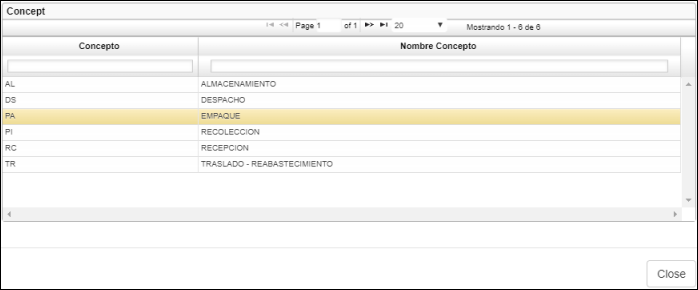 Concept
Page 1 of 1 20 Mostrando 1 - 6 de 6
Concepto Nombre Concepto
AL ALMACENAMIENTO
DS DESPACHO
PA EMPAQUE
PI RECOLECCION
RC RECEPCION
TR TRASLADO - REABASTECIMIENTO
Close